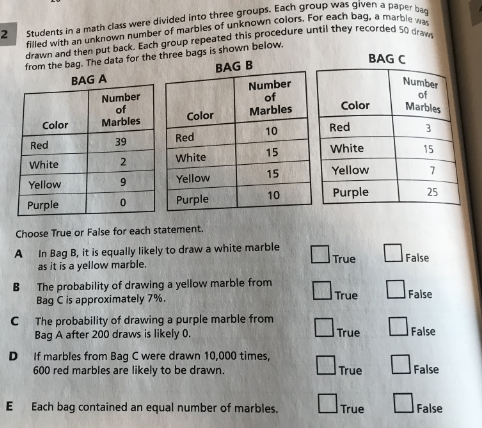 2 Students in a math class were divided into three groups. Each group was given a paper bag
filled with an unknown number of marbles of unknown colors. For each bag, a marble was
drawn and then put back. Each group repeated this procedure until they recorded 50 draws
from the bag. The data for the three bags is shown below.
BAG A
Color Number of Marbles
Red 39
White 2
Yellow 9
Purple 0
BAG B
Color Number of Marbles
Red 10
White 15
Yellow 15
Purple 10
BAG C
Color Number of Marbles
Red 3
White 15
Yellow 7
Purple 25
Choose True or False for each statement.
A In Bag B, it is equally likely to draw a white marble
as it is a yellow marble.
True False
B The probability of drawing a yellow marble from
Bag C is approximately 7%.
True False
C The probability of drawing a purple marble from
Bag A after 200 draws is likely 0.
True False
D If marbles from Bag C were drawn 10,000 times,
600 red marbles are likely to be drawn.
True False
E Each bag contained an equal number of marbles.
True False